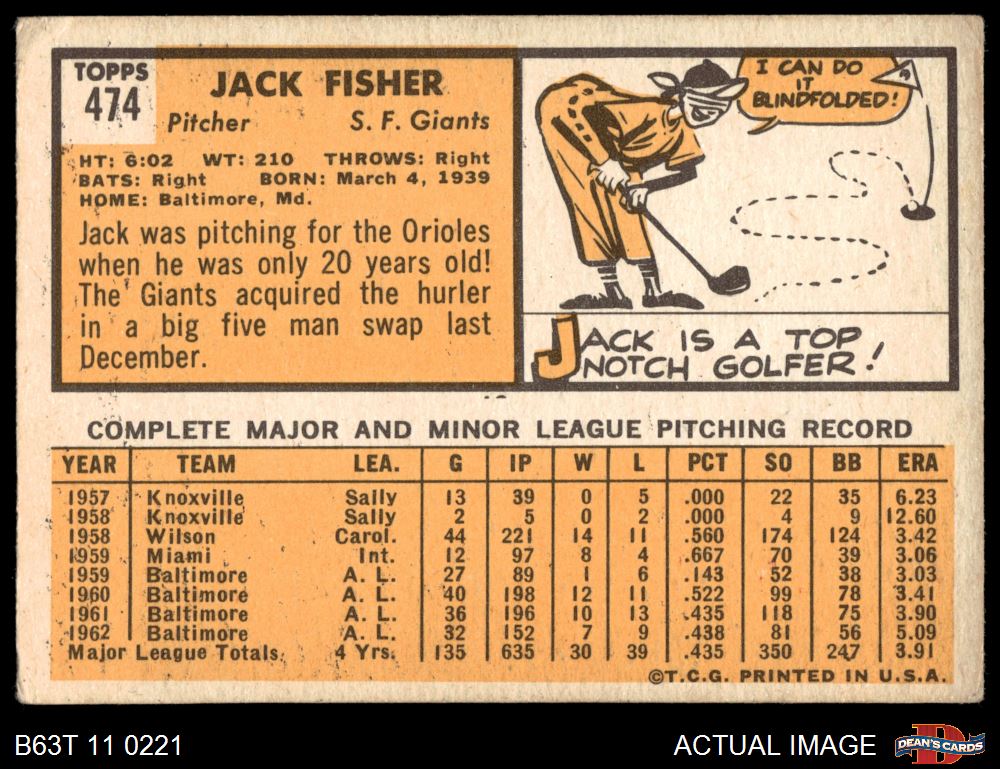 TOPPS
474
JACK FISHER
Pitcher S. F. Giants
HT: 6:02 WT: 210 THROWS: Right
BATS: Right BORN: March 4, 1939
HOME: Baltimore, Md.
Jack was pitching for the Orioles
when he was only 20 years old!
The Giants acquired the hurler
in a big five man swap last
December.
I CAN DO
IT
BLINDFOLDED!
JACK IS A TOP
NOTCH GOLFER!
COMPLETE MAJOR AND MINOR LEAGUE PITCHING RECORD
YEAR TEAM LEA. G IP W L PCT SO BB ERA
1957 Knoxville Sally 13 39 0 5 .000 22 35 6.23
1958 Knoxville Sally 2 5 0 2 .000 4 9 12.60
1958 Wilson Carol. 44 221 14 11 .560 174 124 3.42
1959 Miami Int. 12 97 8 4 .667 70 39 3.06
1959 Baltimore A. L. 27 89 1 6 .143 52 38 3.03
1960 Baltimore A. L. 40 198 12 11 .522 99 78 3.41
1961 Baltimore A. L. 36 196 10 13 .435 118 75 3.90
1962 Baltimore A. L. 32 152 7 9 .438 81 56 5.09
Major League Totals 4 Yrs. 135 635 30 39 .435 350 247 3.91
©T.C.G. PRINTED IN U.S.A.
B63T 11 0221 ACTUAL IMAGE
DEAN'S CARDS